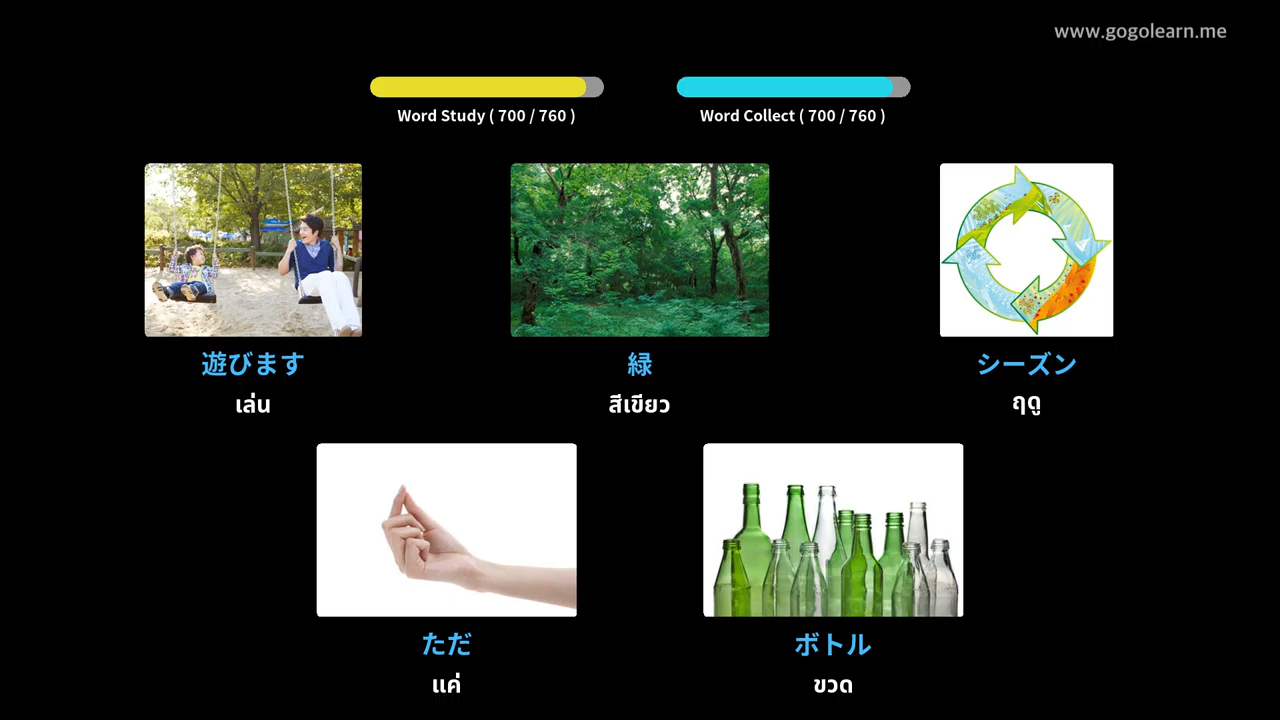 www.gogolearn.me
Word Study ( 700 / 760 )
Word Collect ( 700 / 760 )
遊びます
緑
シーズン
เล่น
สีเขียว
ฤดู
ただ
ボトル
แค่
ขวด